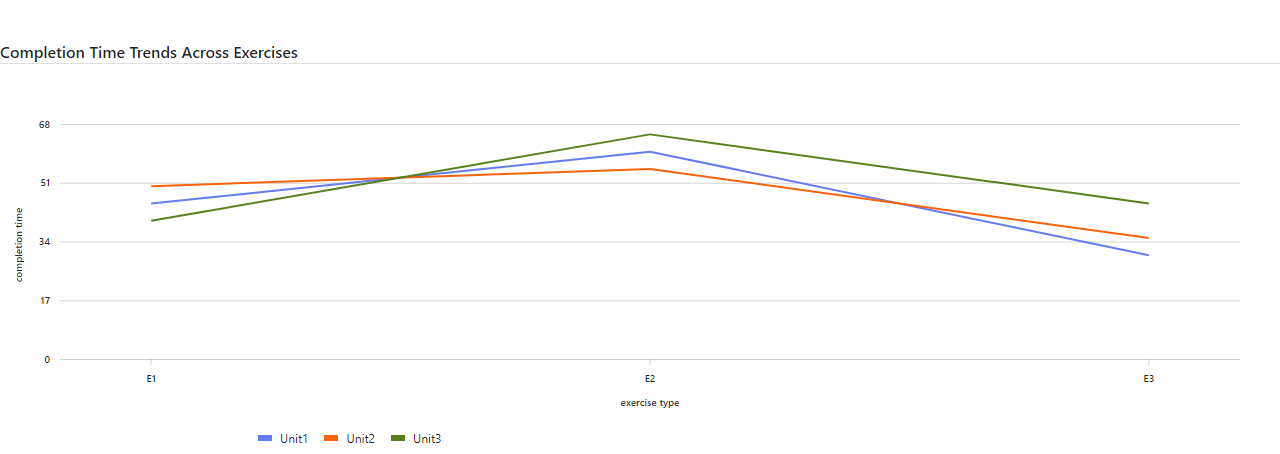 Completion Time Trends Across Exercises
68
51
34
17
0
completion time
E1 E2 E3
exercise type
Unit1 Unit2 Unit3